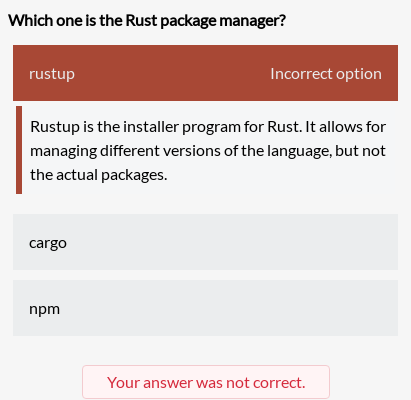 Which one is the Rust package manager?
rustup Incorrect option
Rustup is the installer program for Rust. It allows for
managing different versions of the language, but not
the actual packages.
cargo
npm
Your answer was not correct.